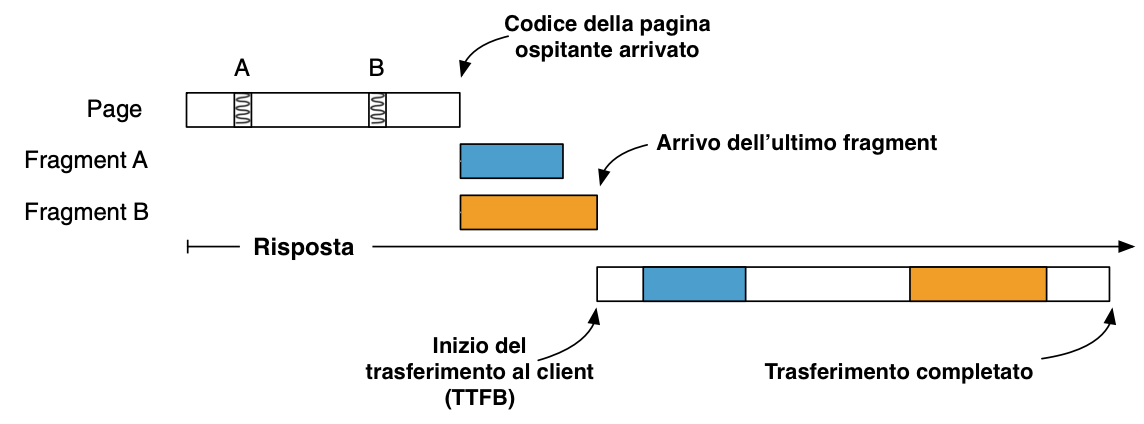 Codice della pagina
ospitante arrivato
A
B
Page
Arrivo dell’ultimo fragment
Fragment A
Fragment B
Risposta
Inizio del
trasferimento al client
(TTFB)
Trasferimento completato